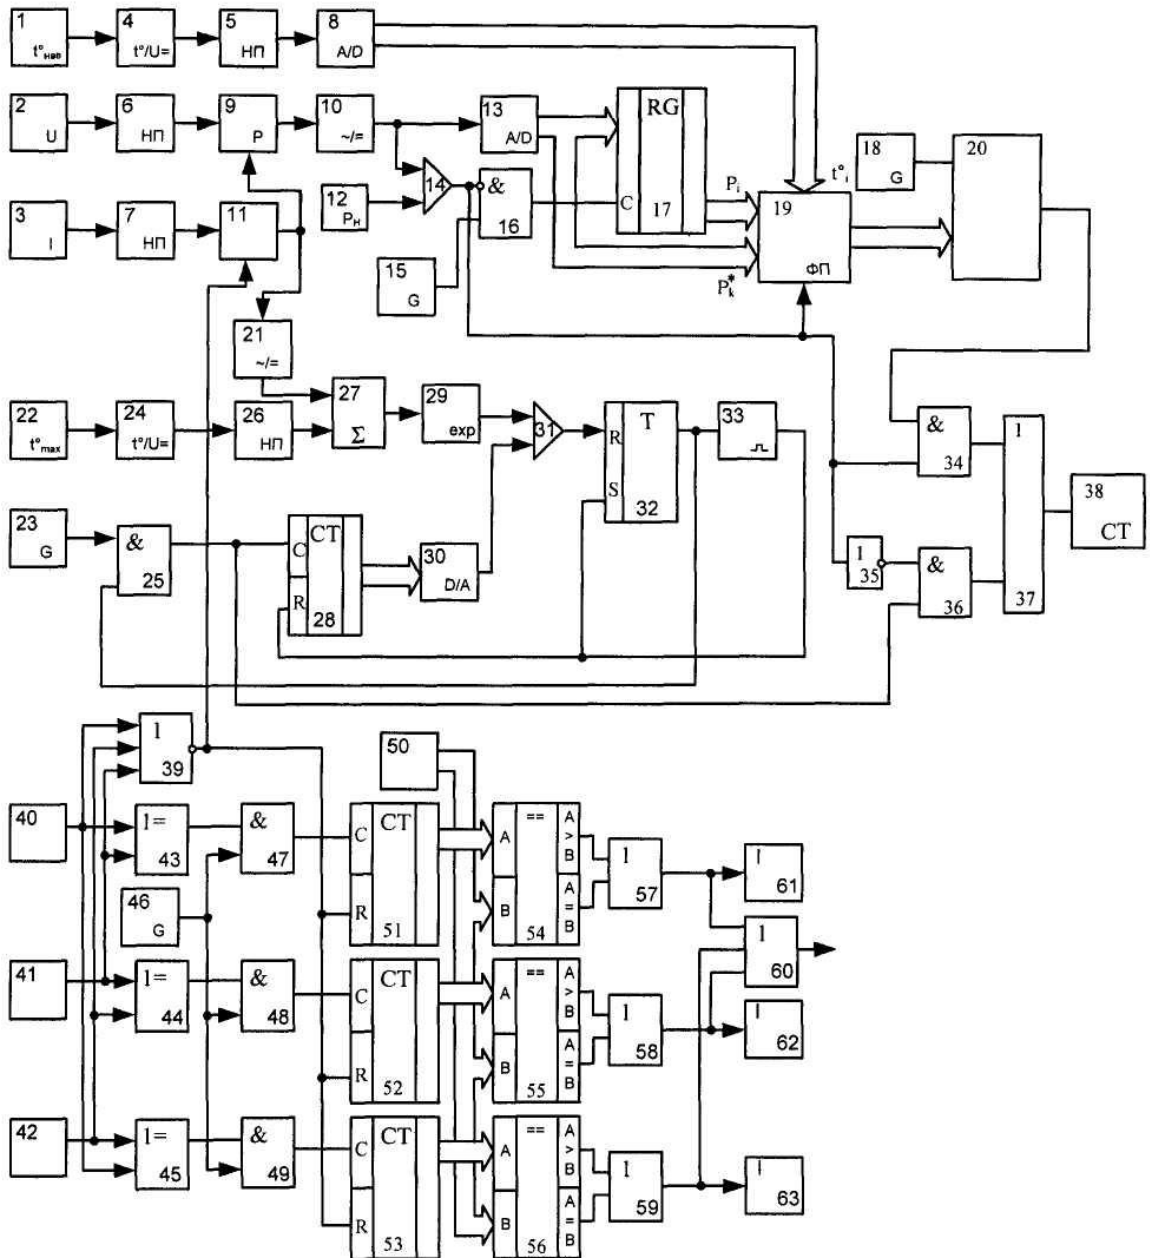 1
t°нав
4
t°/U=
5
НП
8
A/D
2
U
6
НП
9
P
10
~/=
13
A/D
RG
C
17
14
12
Pн
&
16
18
G
20
t°i
Pi
19
ФП
P*k
3
I
7
НП
11
15
G
21
~/=
22
t°max
24
t°/U=
26
НП
27
Σ
29
exp
31
R
T
S
32
33
&
34
1
37
38
CT
23
G
&
25
C
CT
R
28
30
D/A
1
35
&
36
1
39
50
40
1=
43
&
47
C
CT
R
51
A
==
A
>
B
B
A
=
B
54
1
57
I
61
46
G
1
60
41
1=
44
&
48
C
CT
R
52
A
==
A
>
B
B
A
=
B
55
1
58
I
62
42
1=
45
&
49
C
CT
R
53
A
==
A
>
B
B
A
=
B
56
1
59
I
63